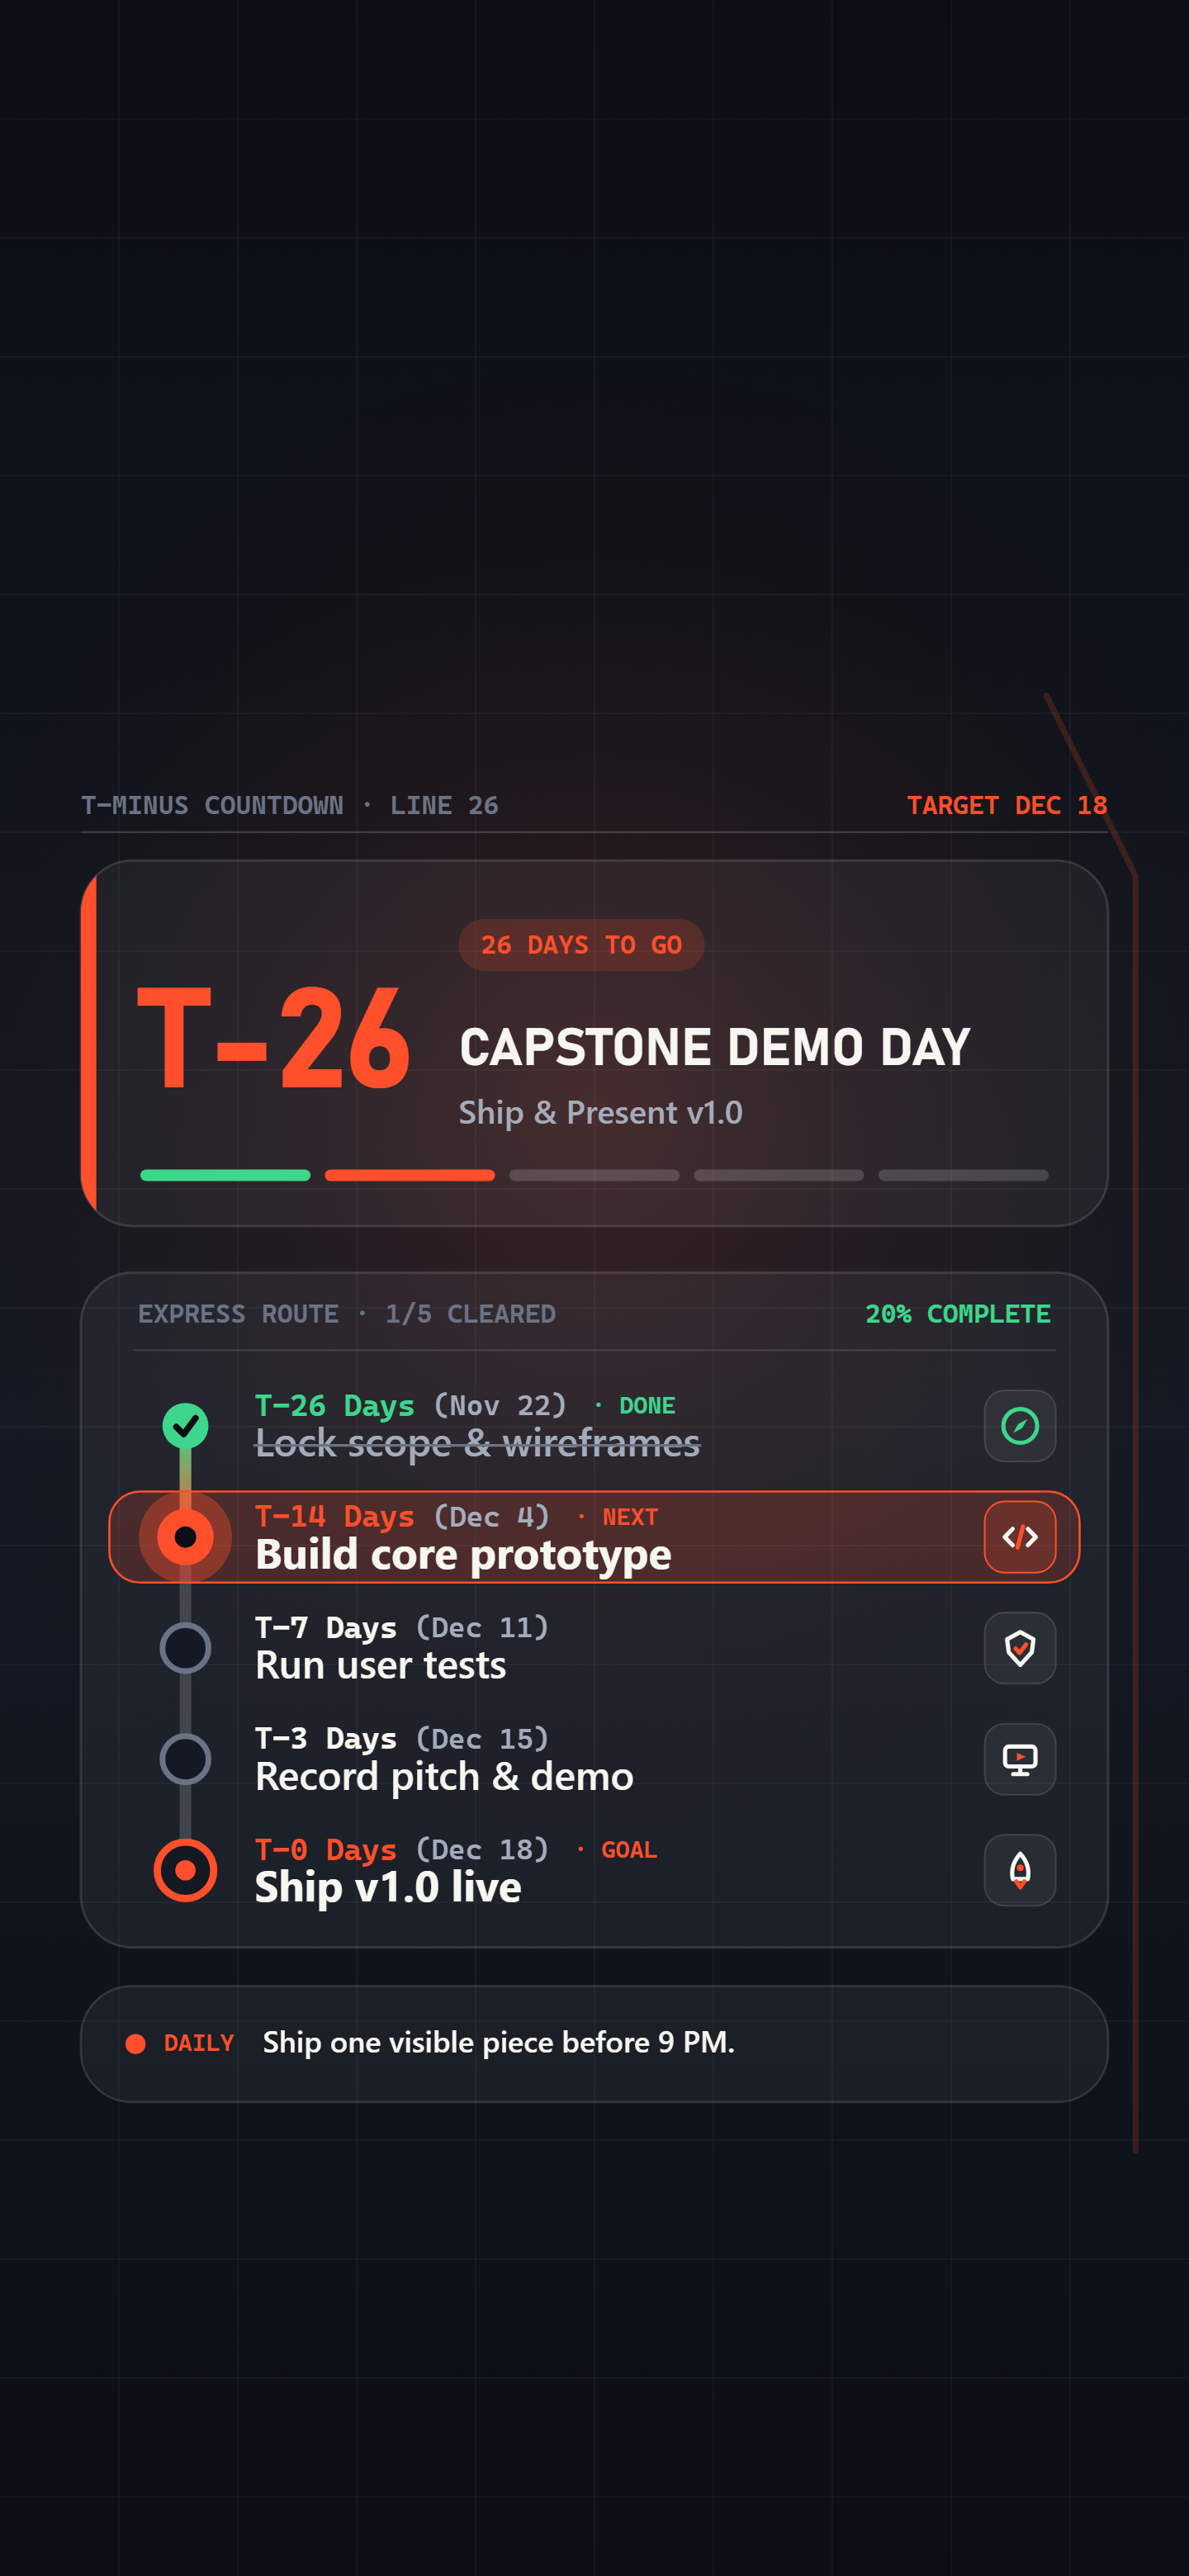 T−MINUS COUNTDOWN · LINE 26
TARGET DEC 18
26 DAYS TO GO
T−26
CAPSTONE DEMO DAY
Ship & Present v1.0
EXPRESS ROUTE · 1/5 CLEARED
20% COMPLETE
T−26 Days (Nov 22) · DONE
Lock scope & wireframes
T−14 Days (Dec 4) · NEXT
Build core prototype
T−7 Days (Dec 11)
Run user tests
T−3 Days (Dec 15)
Record pitch & demo
T−0 Days (Dec 18) · GOAL
Ship v1.0 live
DAILY Ship one visible piece before 9 PM.